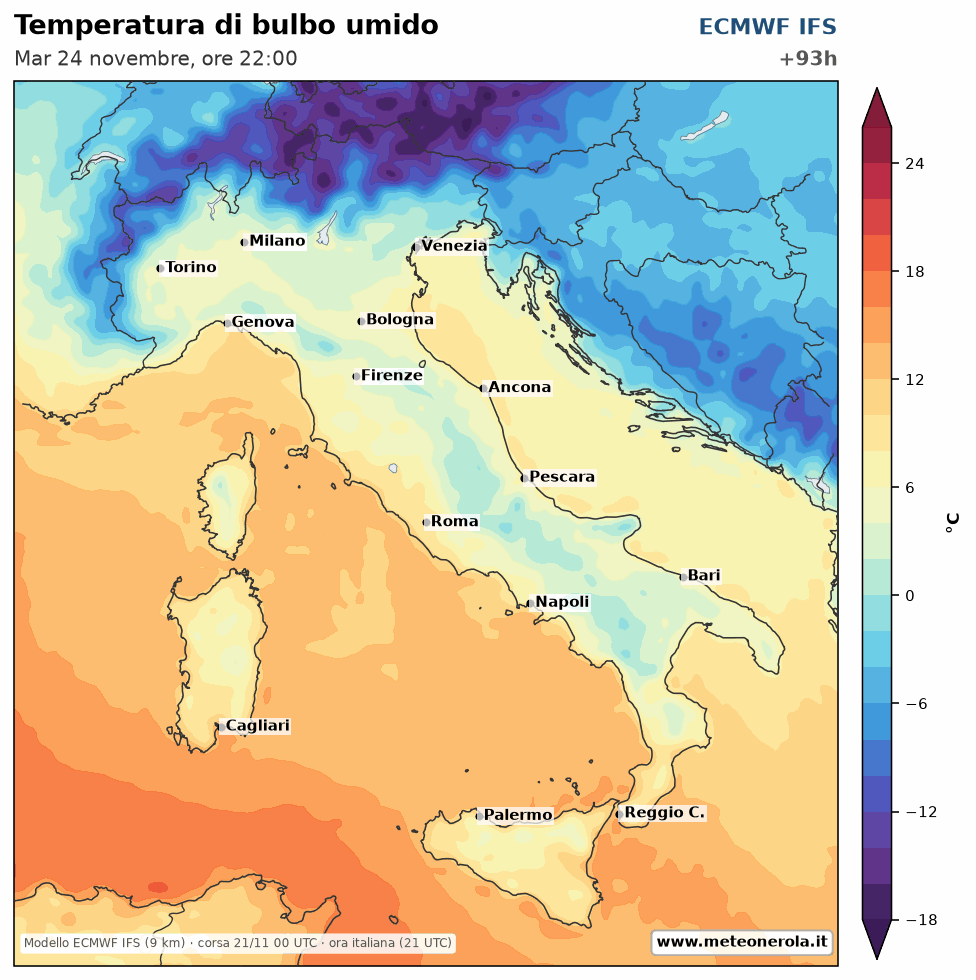 Temperatura di bulbo umido
ECMWF IFS
Mar 24 novembre, ore 22:00
+93h
Milano
Venezia
Torino
Genova
Bologna
Firenze
Ancona
Pescara
Roma
Bari
Napoli
Cagliari
Palermo
Reggio C.
24
18
12
6
0
−6
−12
−18
°C
Modello ECMWF IFS (9 km) · corsa 21/11 00 UTC · ora italiana (21 UTC)
www.meteonerola.it